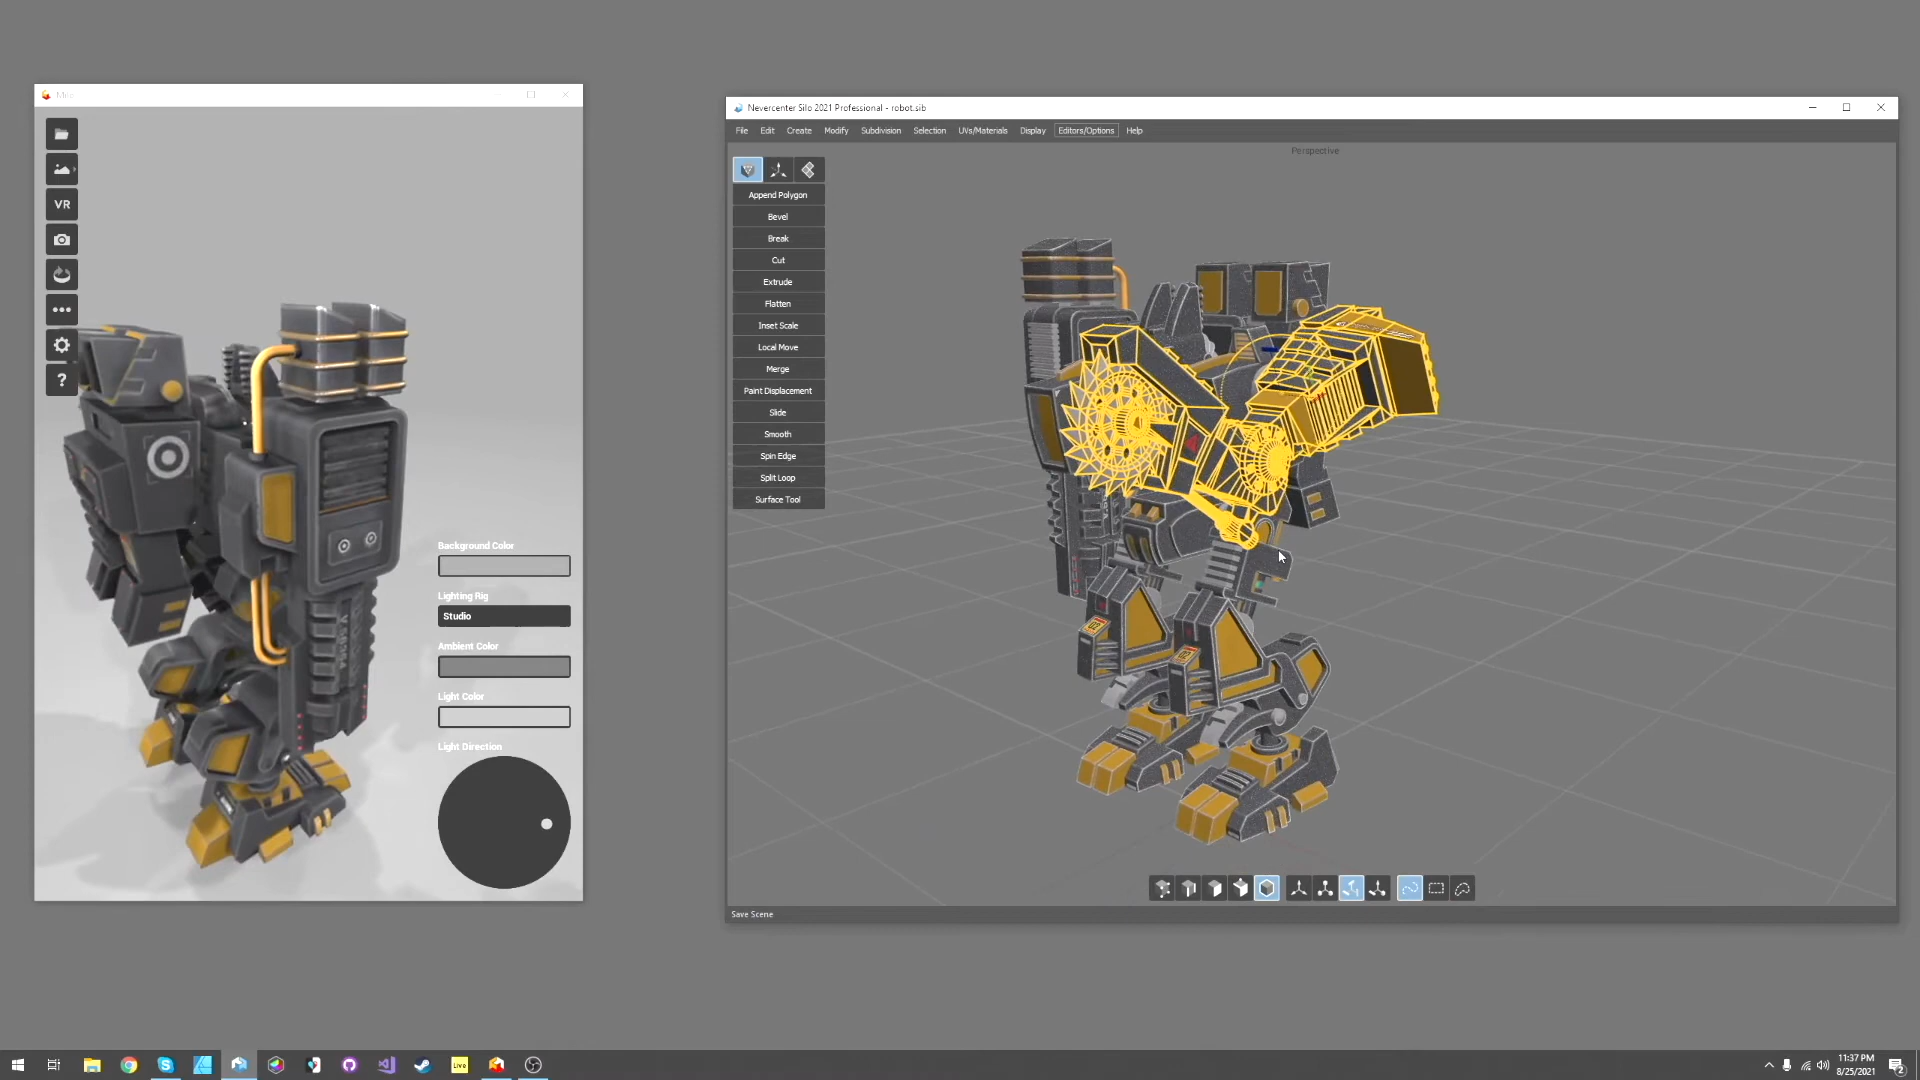 Milo
VR
?
Background Color
Lighting Rig
Studio
Ambient Color
Light Color
Light Direction
Nevercenter Silo 2021 Professional - robot.sib
File Edit Create Modify Subdivision Selection UVs/Materials Display Editors/Options Help
Perspective
Append Polygon
Bevel
Break
Cut
Extrude
Flatten
Inset Scale
Local Move
Merge
Paint Displacement
Slide
Smooth
Spin Edge
Split Loop
Surface Tool
Save Scene
Live
11:37 PM
8/25/2021
2